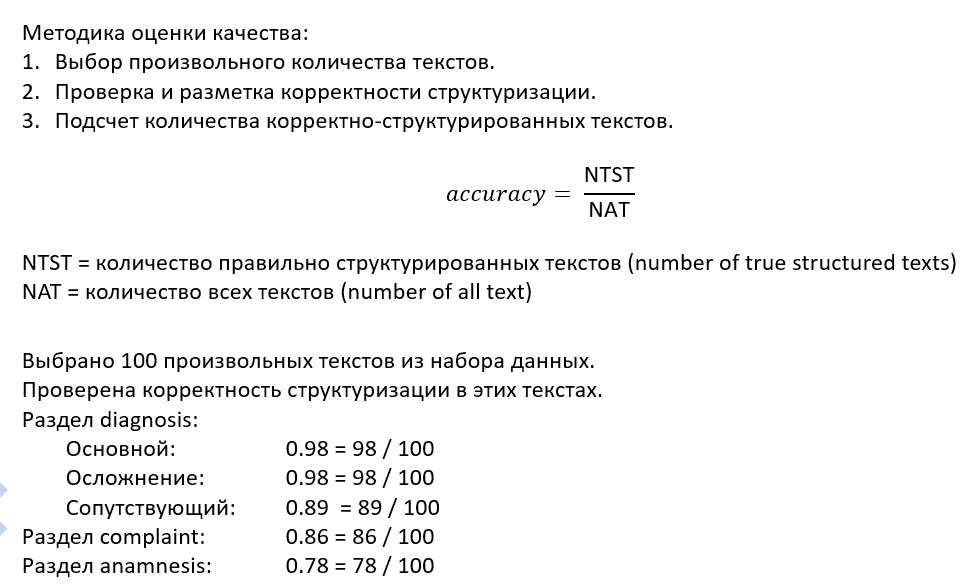 Методика оценки качества:
1. Выбор произвольного количества текстов.
2. Проверка и разметка корректности структуризации.
3. Подсчет количества корректно-структурированных текстов.
accuracy = NTST / NAT
NTST = количество правильно структурированных текстов (number of true structured texts)
NAT = количество всех текстов (number of all text)
Выбрано 100 произвольных текстов из набора данных.
Проверена корректность структуризации в этих текстах.
Раздел diagnosis:
Основной: 0.98 = 98 / 100
Осложнение: 0.98 = 98 / 100
Сопутствующий: 0.89 = 89 / 100
Раздел complaint: 0.86 = 86 / 100
Раздел anamnesis: 0.78 = 78 / 100